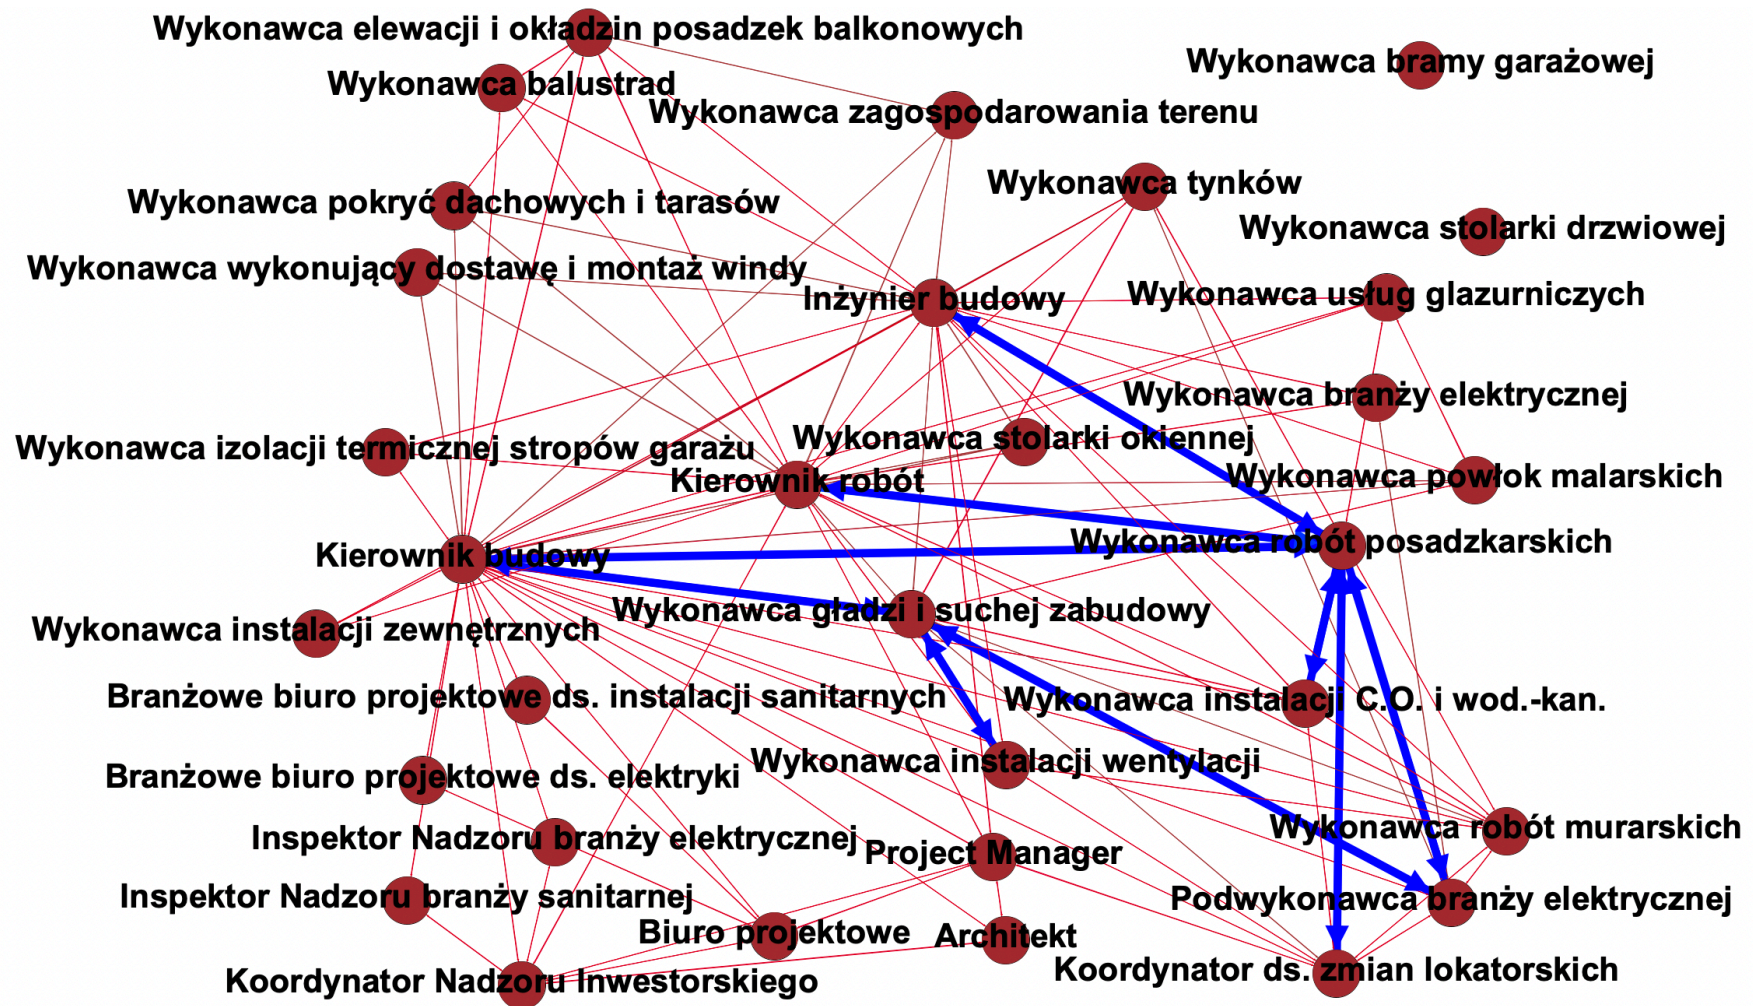 Wykonawca elewacji i okładzin posadzek balkonowych
Wykonawca bramy garażowej
Wykonawca balustrad
Wykonawca zagospodarowania terenu
Wykonawca tynków
Wykonawca pokryć dachowych i tarasów
Wykonawca stolarki drzwiowej
Wykonawca wykonujący dostawę i montaż windy
Inżynier budowy
Wykonawca usług glazurniczych
Wykonawca branży elektrycznej
Wykonawca izolacji termicznej stropów garażu
Wykonawca stolarki okiennej
Kierownik robót
Wykonawca powłok malarskich
Kierownik budowy
Wykonawca robót posadzkarskich
Wykonawca instalacji zewnętrznych
Wykonawca gładzi i suchej zabudowy
Branżowe biuro projektowe ds. instalacji sanitarnych
Wykonawca instalacji C.O. i wod.-kan.
Branżowe biuro projektowe ds. elektryki
Wykonawca instalacji wentylacji
Inspektor Nadzoru branży elektrycznej
Project Manager
Wykonawca robót murarskich
Inspektor Nadzoru branży sanitarnej
Podwykonawca branży elektrycznej
Biuro projektowe
Architekt
Koordynator Nadzoru Inwestorskiego
Koordynator ds. zmian lokatorskich